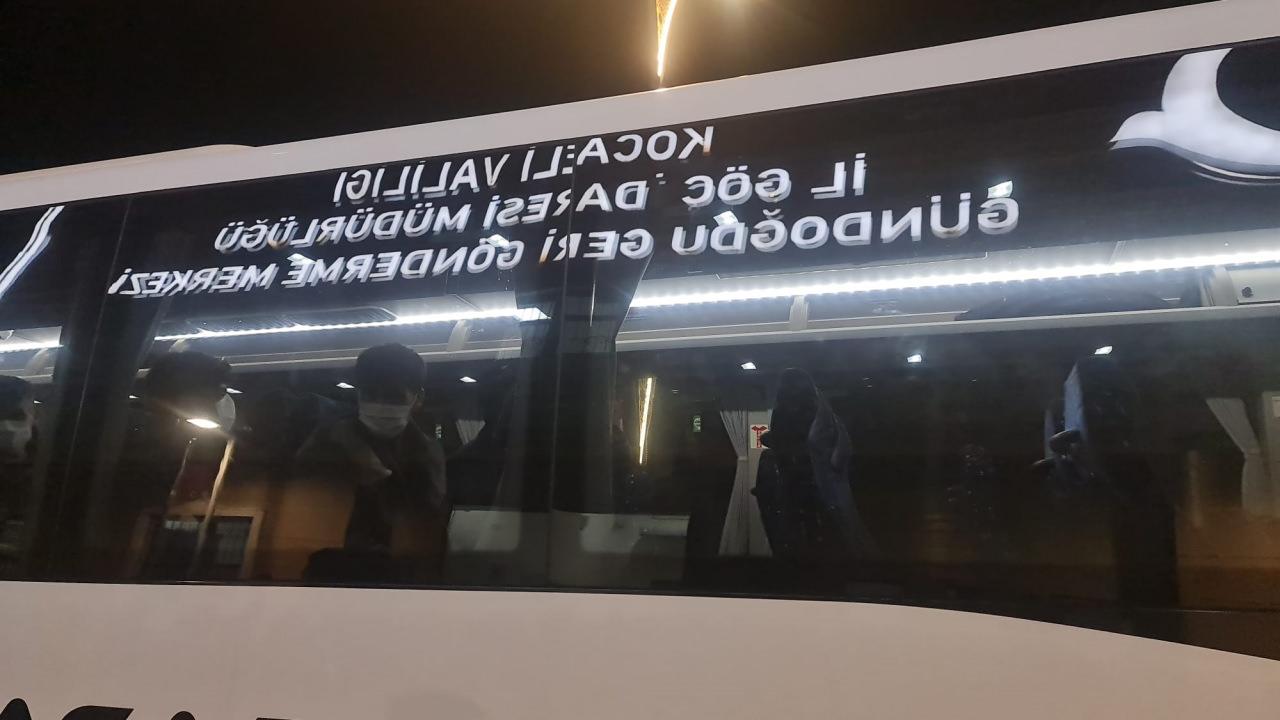 KOCAELİ VALİLİĞİ
İL GÖÇ İDARESİ MÜDÜRLÜĞÜ
GÜNDOĞDU GERİ GÖNDERME MERKEZİ